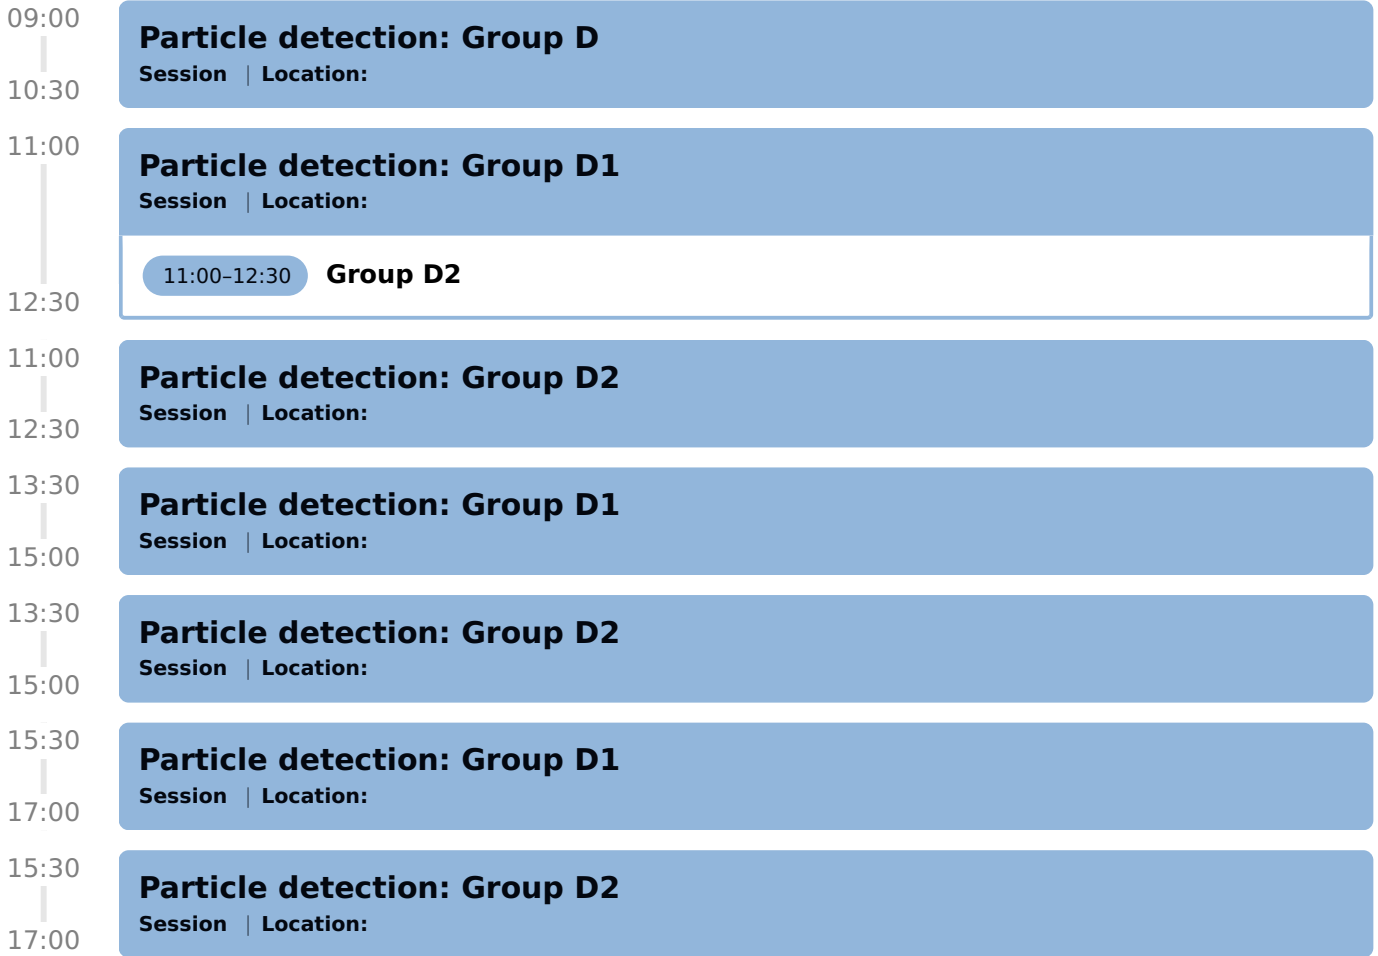 09:00
10:30
Particle detection: Group D
Session | Location:
11:00
12:30
Particle detection: Group D1
Session | Location:
11:00–12:30 Group D2
11:00
12:30
Particle detection: Group D2
Session | Location:
13:30
15:00
Particle detection: Group D1
Session | Location:
13:30
15:00
Particle detection: Group D2
Session | Location:
15:30
17:00
Particle detection: Group D1
Session | Location:
15:30
17:00
Particle detection: Group D2
Session | Location: